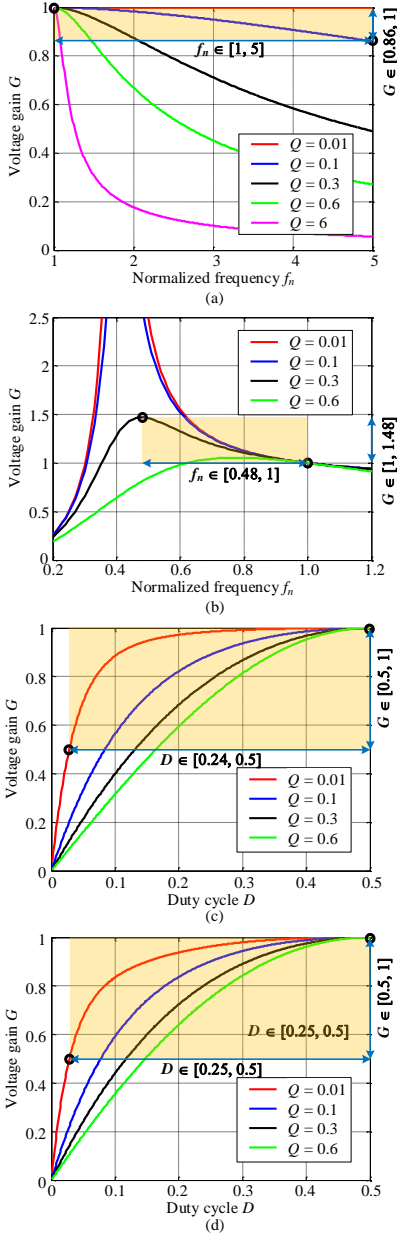 1
0.8
0.6
0.4
0.2
0
Voltage gain G
fn ∈ [1, 5]
G ∈ [0.86, 1]
Q = 0.01
Q = 0.1
Q = 0.3
Q = 0.6
Q = 6
1 2 3 4 5
Normalized frequency fn
(a)
2.5
2
1.5
1
0.5
0
Voltage gain G
Q = 0.01
Q = 0.1
Q = 0.3
Q = 0.6
fn ∈ [0.48, 1]
G ∈ [1, 1.48]
0.2 0.4 0.6 0.8 1.0 1.2
Normalized frequency fn
(b)
1
0.8
0.6
0.4
0.2
0
Voltage gain G
D ∈ [0.24, 0.5]
G ∈ [0.5, 1]
Q = 0.01
Q = 0.1
Q = 0.3
Q = 0.6
0 0.1 0.2 0.3 0.4 0.5
Duty cycle D
(c)
1
0.8
0.6
0.4
0.2
0
Voltage gain G
D ∈ [0.25, 0.5]
D ∈ [0.25, 0.5]
G ∈ [0.5, 1]
Q = 0.01
Q = 0.1
Q = 0.3
Q = 0.6
0 0.1 0.2 0.3 0.4 0.5
Duty cycle D
(d)